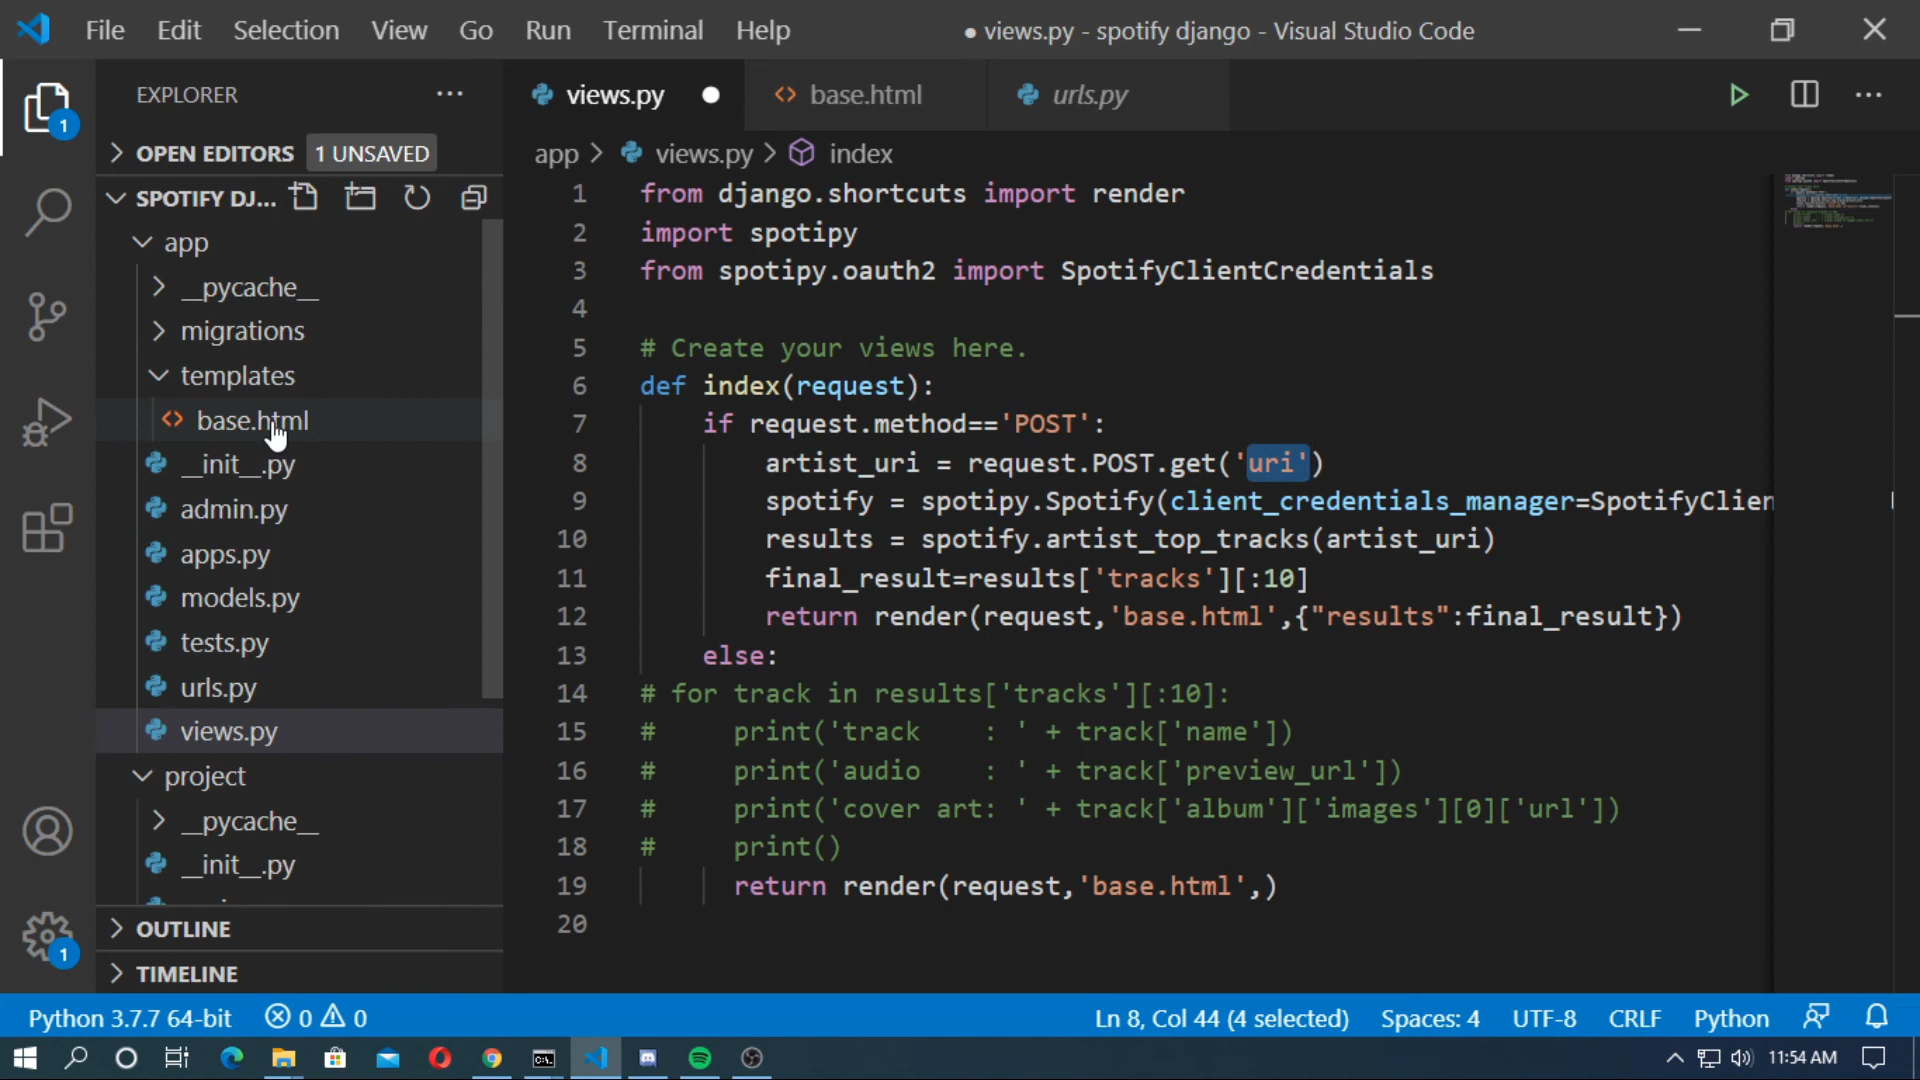 File Edit Selection View Go Run Terminal Help ● views.py - spotify django - Visual Studio Code
EXPLORER ...
OPEN EDITORS 1 UNSAVED
SPOTIFY DJ...
app
__pycache__
migrations
templates
base.html
__init__.py
admin.py
apps.py
models.py
tests.py
urls.py
views.py
project
__pycache__
__init__.py
OUTLINE
TIMELINE
1
1
views.py ● base.html urls.py
app > views.py > index
1 from django.shortcuts import render
2 import spotipy
3 from spotipy.oauth2 import SpotifyClientCredentials
4
5 # Create your views here.
6 def index(request):
7 if request.method=='POST':
8 artist_uri = request.POST.get('uri')
9 spotify = spotipy.Spotify(client_credentials_manager=SpotifyClien
10 results = spotify.artist_top_tracks(artist_uri)
11 final_result=results['tracks'][:10]
12 return render(request,'base.html',{"results":final_result})
13 else:
14 # for track in results['tracks'][:10]:
15 #     print('track    : ' + track['name'])
16 #     print('audio    : ' + track['preview_url'])
17 #     print('cover art: ' + track['album']['images'][0]['url'])
18 #     print()
19 return render(request,'base.html',)
20
Python 3.7.7 64-bit 0 0 Ln 8, Col 44 (4 selected) Spaces: 4 UTF-8 CRLF Python
11:54 AM